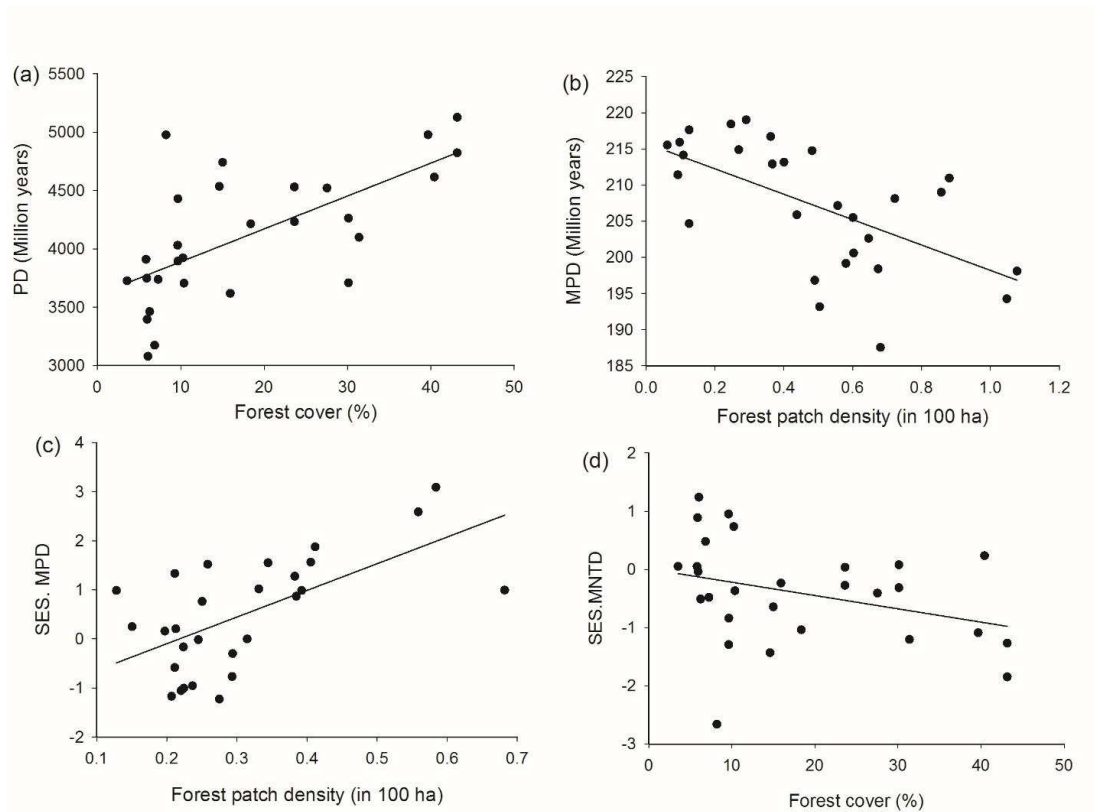 (a)
PD (Million years)
5500
5000
4500
4000
3500
3000
0 10 20 30 40 50
Forest cover (%)
(b)
MPD (Million years)
225
220
215
210
205
200
195
190
185
0.0 0.2 0.4 0.6 0.8 1.0 1.2
Forest patch density (in 100 ha)
(c)
SES. MPD
4
3
2
1
0
-1
-2
0.1 0.2 0.3 0.4 0.5 0.6 0.7
Forest patch density (in 100 ha)
(d)
SES.MNTD
2
1
0
-1
-2
-3
0 10 20 30 40 50
Forest cover (%)